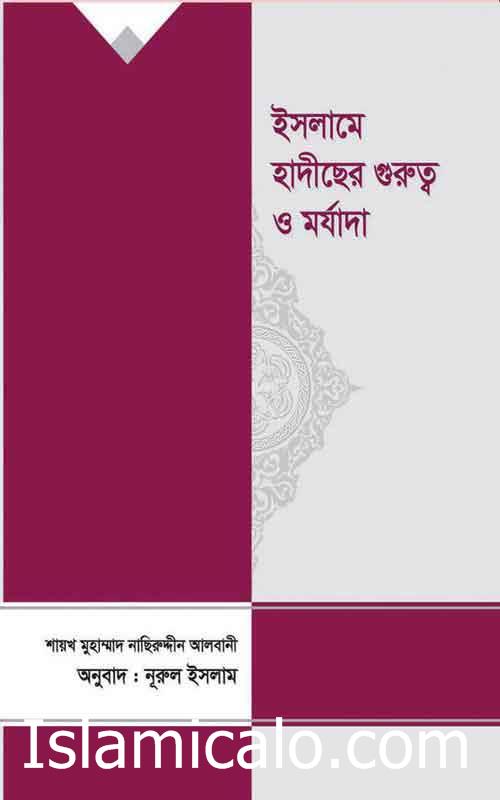 ইসলামে
হাদীছের গুরুত্ব
ও মর্যাদা
শায়খ মুহাম্মাদ নাছিরুদ্দীন আলবানী
অনুবাদ : নূরুল ইসলাম
Islamicalo.com